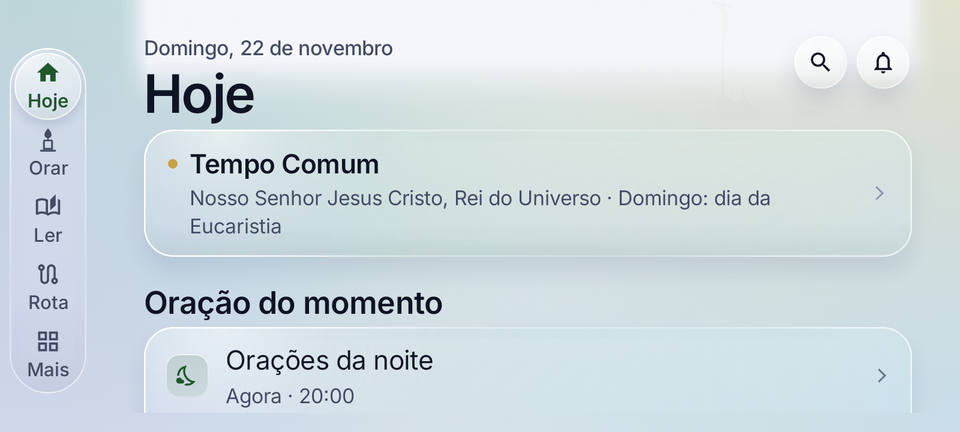 Domingo, 22 de novembro
Hoje
Hoje
Orar
Ler
Rota
Mais
Tempo Comum
Nosso Senhor Jesus Cristo, Rei do Universo · Domingo: dia da
Eucaristia
Oração do momento
Orações da noite
Agora · 20:00